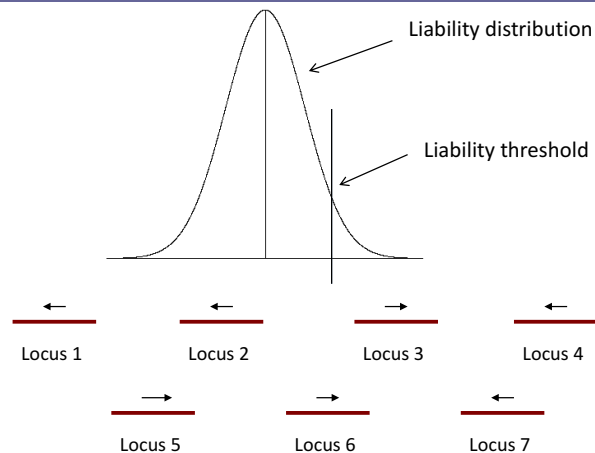 Liability distribution
Liability threshold
Locus 1
Locus 2
Locus 3
Locus 4
Locus 5
Locus 6
Locus 7